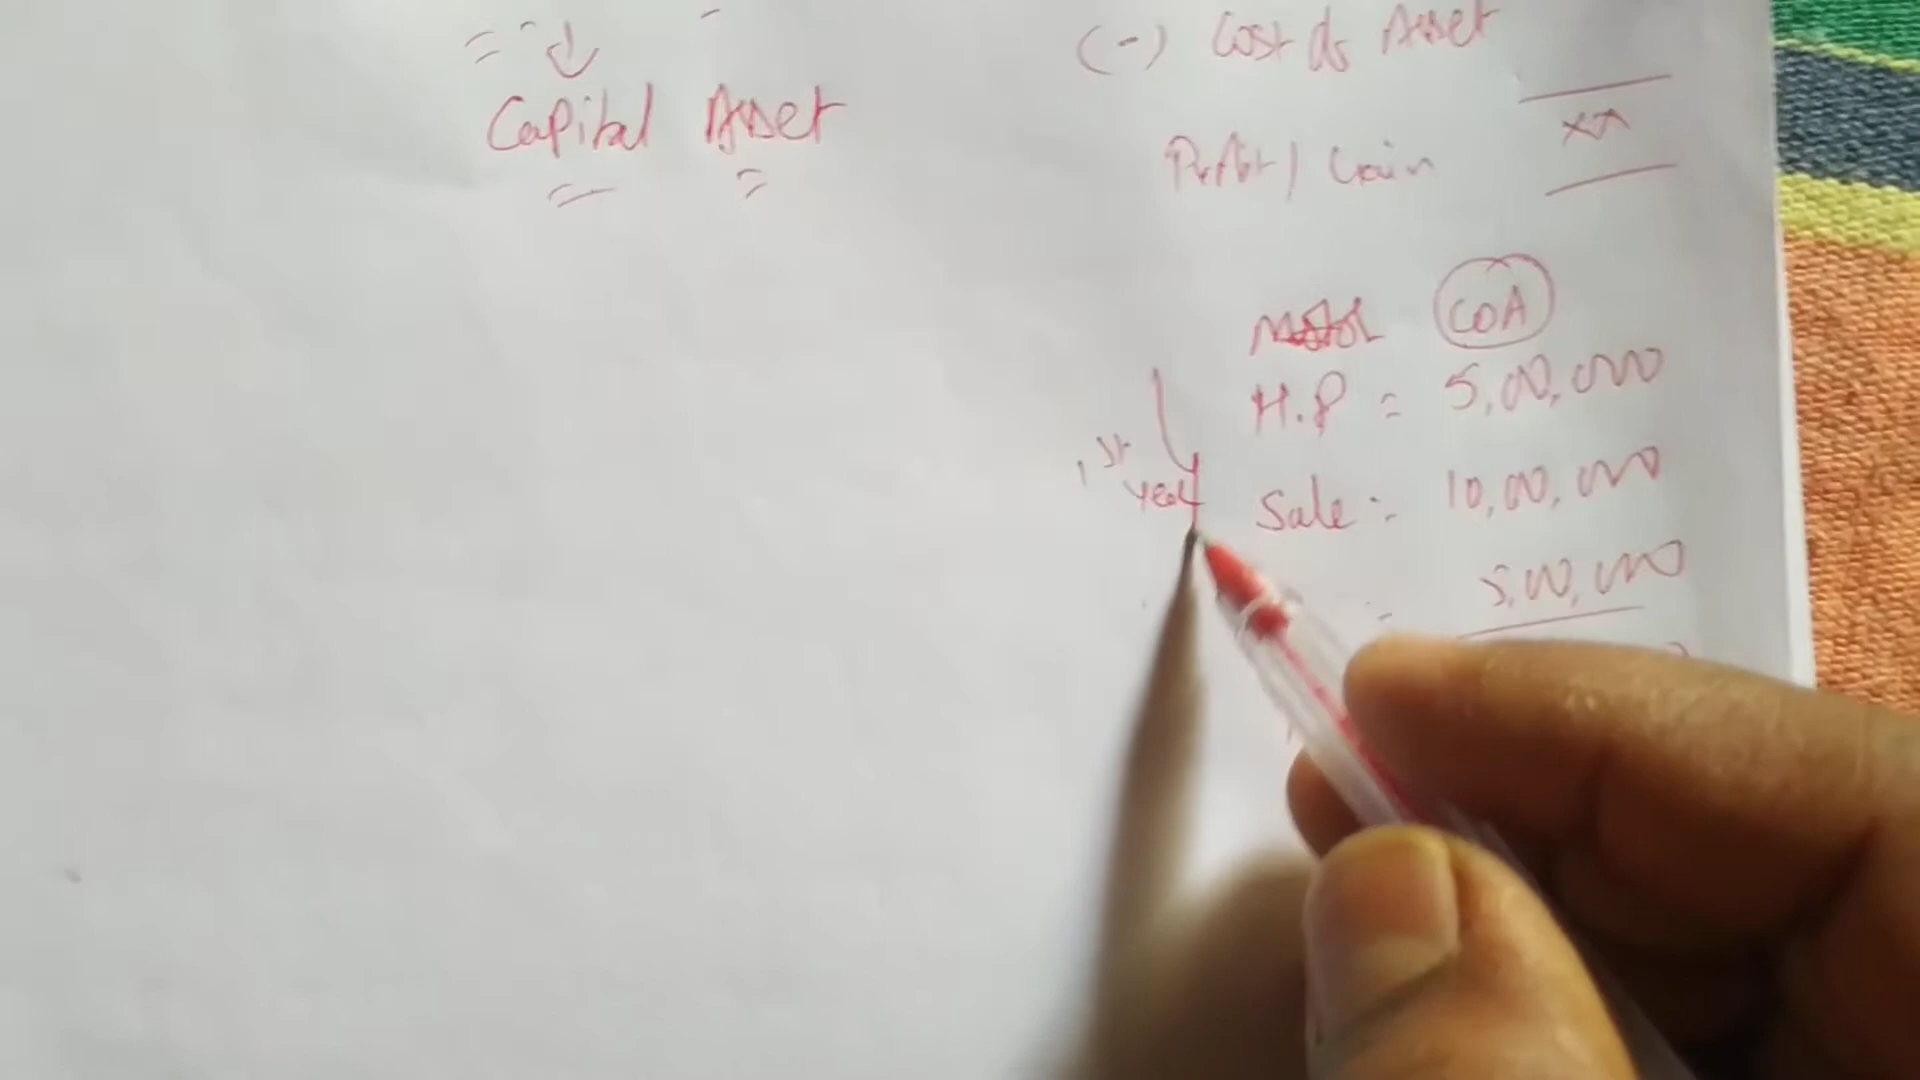 Capital Asset
(-) Cost of Asset
Profit / Gain xx
COA
H.P = 5,00,000
1st year
Sale :- 10,00,000
:- 5,00,000